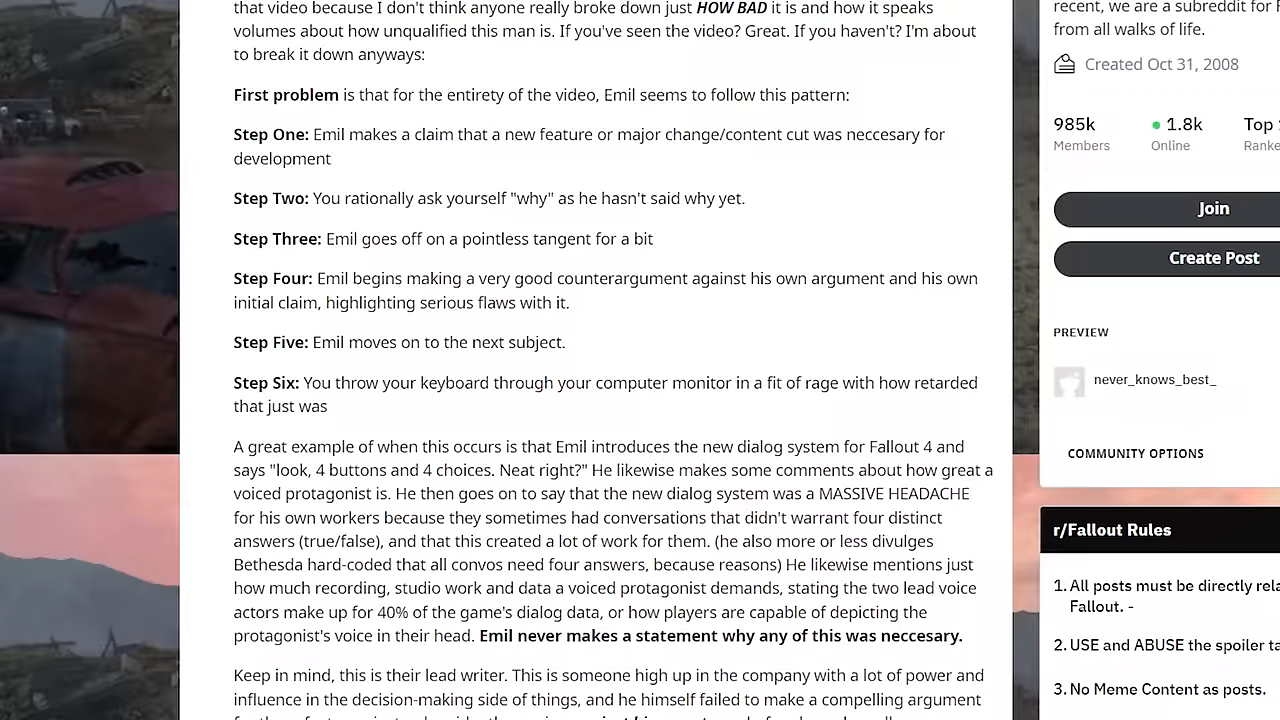 that video because I don't think anyone really broke down just HOW BAD it is and how it speaks
volumes about how unqualified this man is. If you've seen the video? Great. If you haven't? I'm about
to break it down anyways:
First problem is that for the entirety of the video, Emil seems to follow this pattern:
Step One: Emil makes a claim that a new feature or major change/content cut was neccesary for
development
Step Two: You rationally ask yourself "why" as he hasn't said why yet.
Step Three: Emil goes off on a pointless tangent for a bit
Step Four: Emil begins making a very good counterargument against his own argument and his own
initial claim, highlighting serious flaws with it.
Step Five: Emil moves on to the next subject.
Step Six: You throw your keyboard through your computer monitor in a fit of rage with how retarded
that just was
A great example of when this occurs is that Emil introduces the new dialog system for Fallout 4 and
says "look, 4 buttons and 4 choices. Neat right?" He likewise makes some comments about how great a
voiced protagonist is. He then goes on to say that the new dialog system was a MASSIVE HEADACHE
for his own workers because they sometimes had conversations that didn't warrant four distinct
answers (true/false), and that this created a lot of work for them. (he also more or less divulges
Bethesda hard-coded that all convos need four answers, because reasons) He likewise mentions just
how much recording, studio work and data a voiced protagonist demands, stating the two lead voice
actors make up for 40% of the game's dialog data, or how players are capable of depicting the
protagonist's voice in their head. Emil never makes a statement why any of this was neccesary.
Keep in mind, this is their lead writer. This is someone high up in the company with a lot of power and
influence in the decision-making side of things, and he himself failed to make a compelling argument
recent, we are a subreddit for
from all walks of life.
Created Oct 31, 2008
985k
1.8k
Top
Members
Online
Join
Create Post
PREVIEW
never_knows_best_
COMMUNITY OPTIONS
r/Fallout Rules
1. All posts must be directly
Fallout. -
2. USE and ABUSE the spoiler
3. No Meme Content as posts.